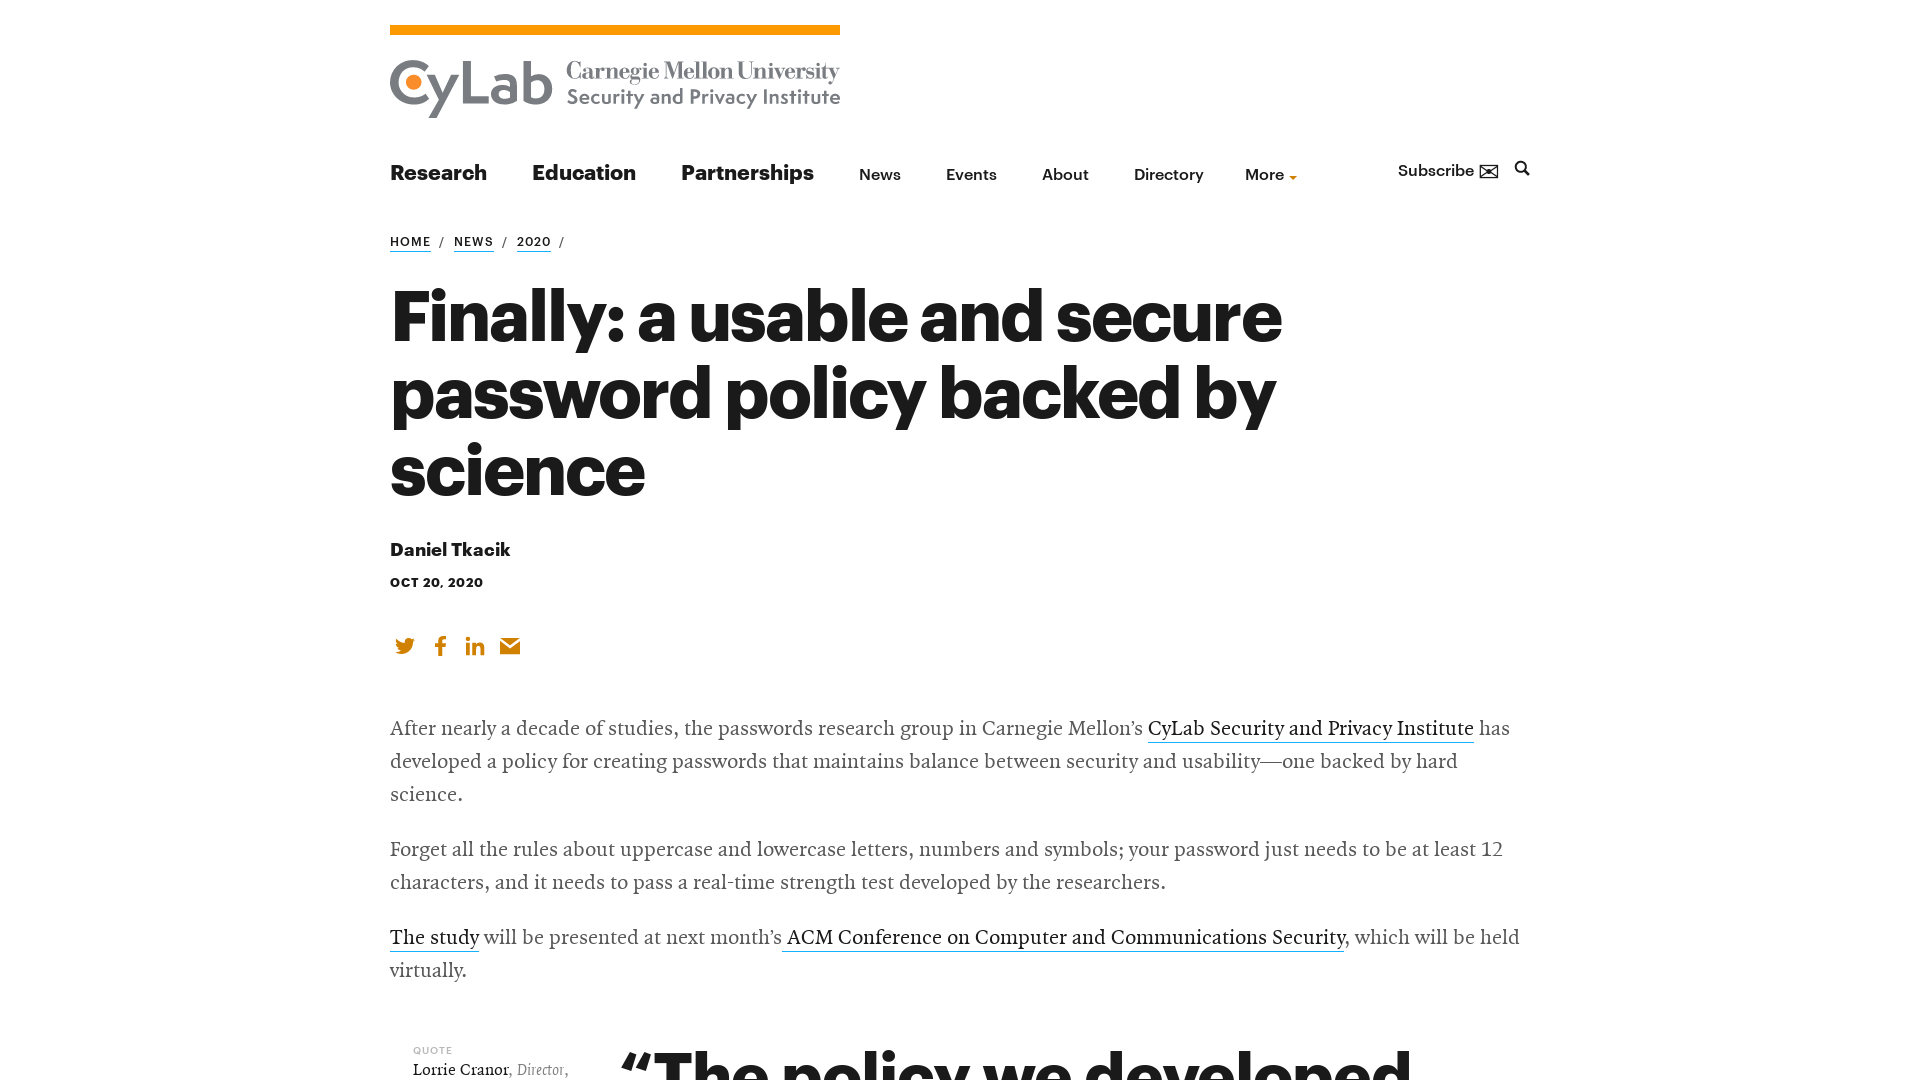 CyLab Carnegie Mellon University
Security and Privacy Institute
Research Education Partnerships News Events About Directory More Subscribe
HOME / NEWS / 2020 /
Finally: a usable and secure
password policy backed by
science
Daniel Tkacik
OCT 20, 2020
After nearly a decade of studies, the passwords research group in Carnegie Mellon’s CyLab Security and Privacy Institute has
developed a policy for creating passwords that maintains balance between security and usability—one backed by hard
science.
Forget all the rules about uppercase and lowercase letters, numbers and symbols; your password just needs to be at least 12
characters, and it needs to pass a real-time strength test developed by the researchers.
The study will be presented at next month’s ACM Conference on Computer and Communications Security, which will be held
virtually.
QUOTE
Lorrie Cranor, Director,
“The policy we developed